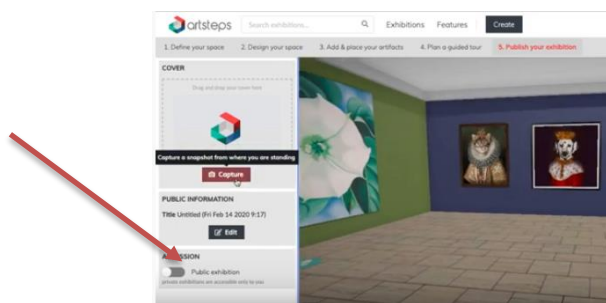 artsteps Search exhibitions... Exhibitions Features Create
1. Define your space 2. Design your space 3. Add & place your artifacts 4. Plan a guided tour 5. Publish your exhibition
COVER
Drag and drop your cover here
Capture a snapshot from where you are standing
Capture
PUBLIC INFORMATION
Title Untitled (Fri Feb 14 2020 9:17)
Edit
SSION
Public exhibition
private exhibitions are accessible only to you